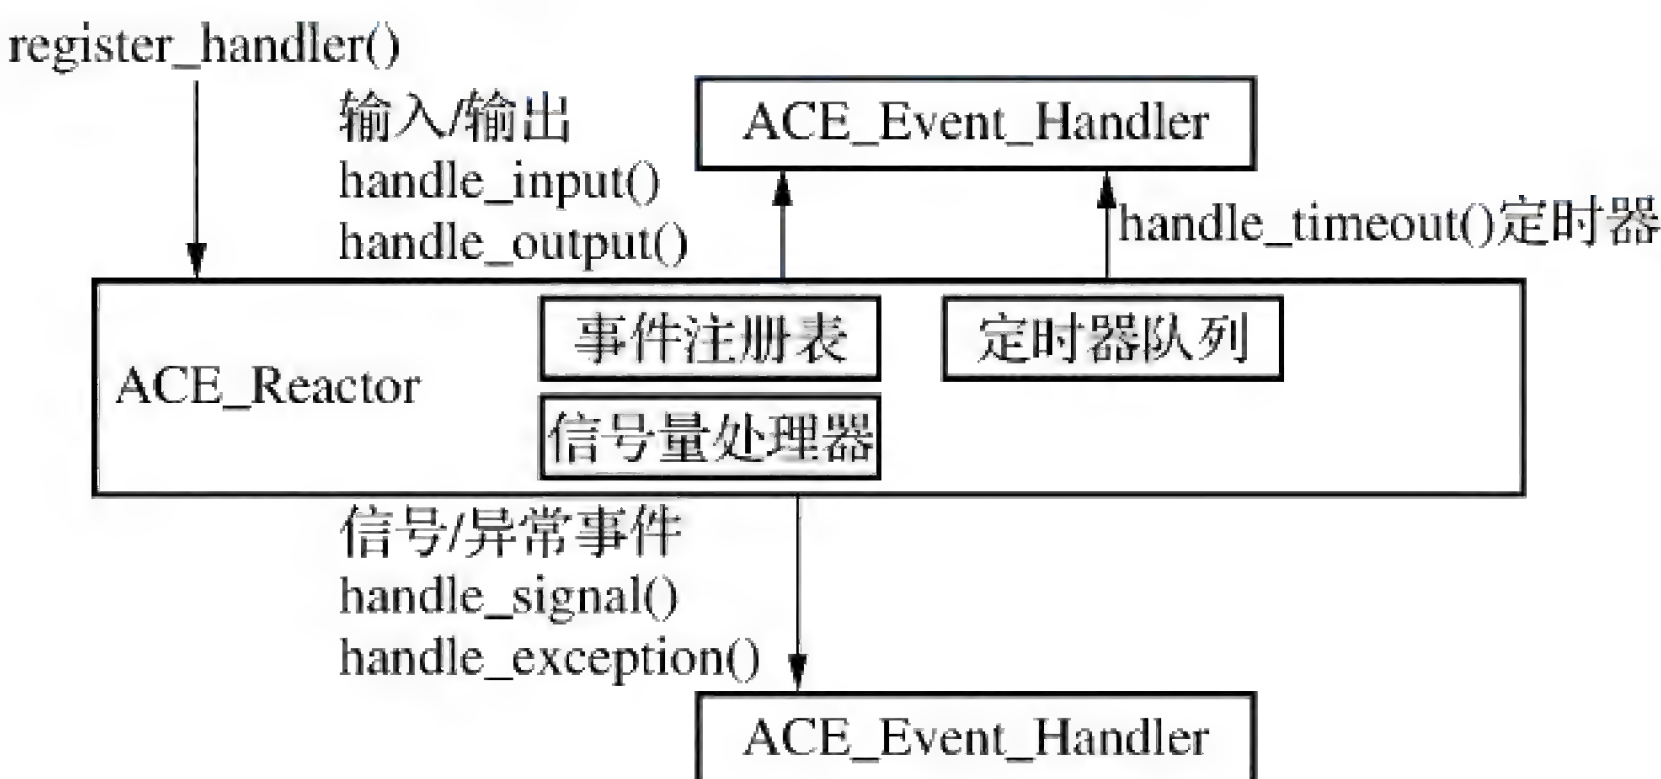 register_handler()
输入/输出
handle_input()
handle_output()
ACE_Event_Handler
handle_timeout()定时器
ACE_Reactor
事件注册表
定时器队列
信号量处理器
信号/异常事件
handle_signal()
handle_exception()
ACE_Event_Handler